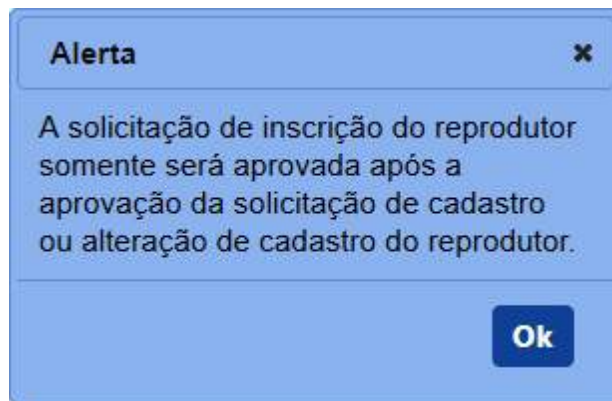 Alerta
A solicitação de inscrição do reprodutor
somente será aprovada após a
aprovação da solicitação de cadastro
ou alteração de cadastro do reprodutor.
Ok